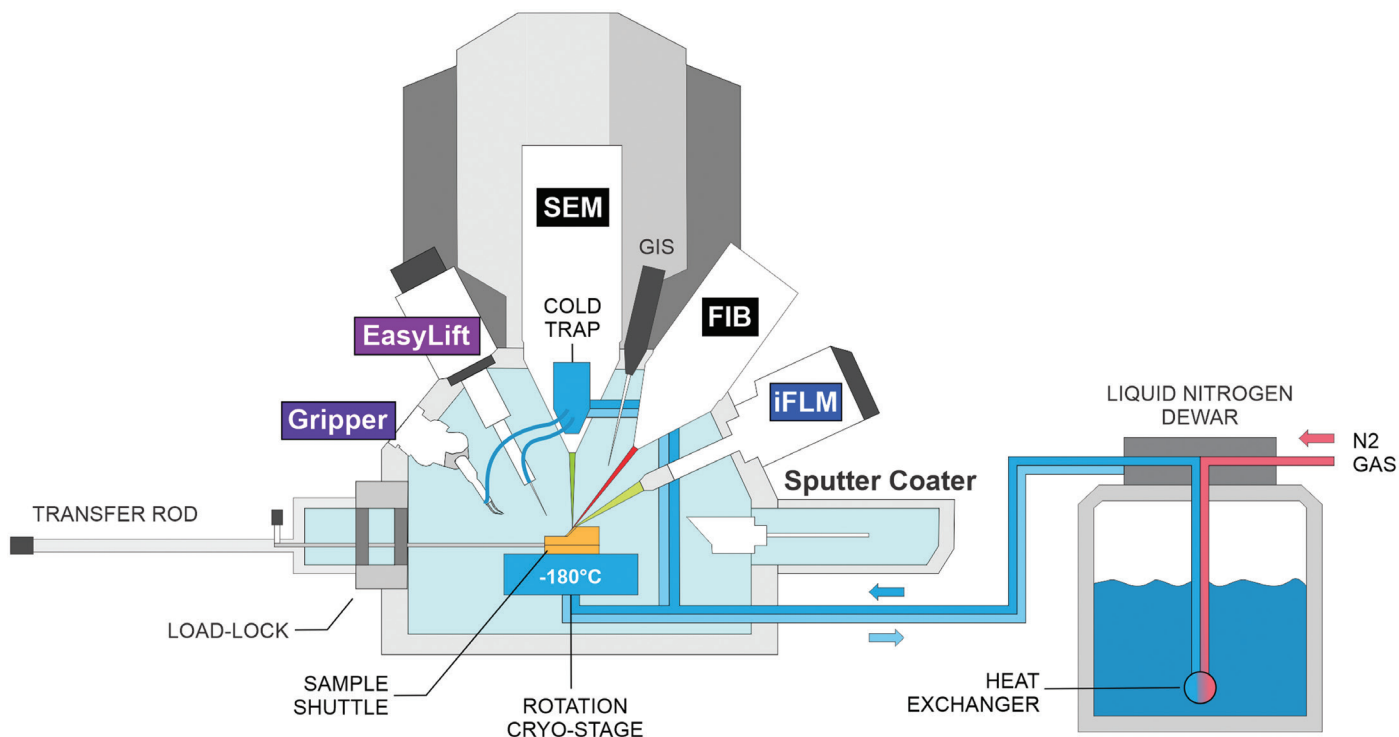 SEM
GIS
COLD
TRAP
FIB
EasyLift
iFLM
Gripper
LIQUID NITROGEN
DEWAR
N2
GAS
Sputter Coater
TRANSFER ROD
-180°C
LOAD-LOCK
SAMPLE
SHUTTLE
ROTATION
CRYO-STAGE
HEAT
EXCHANGER